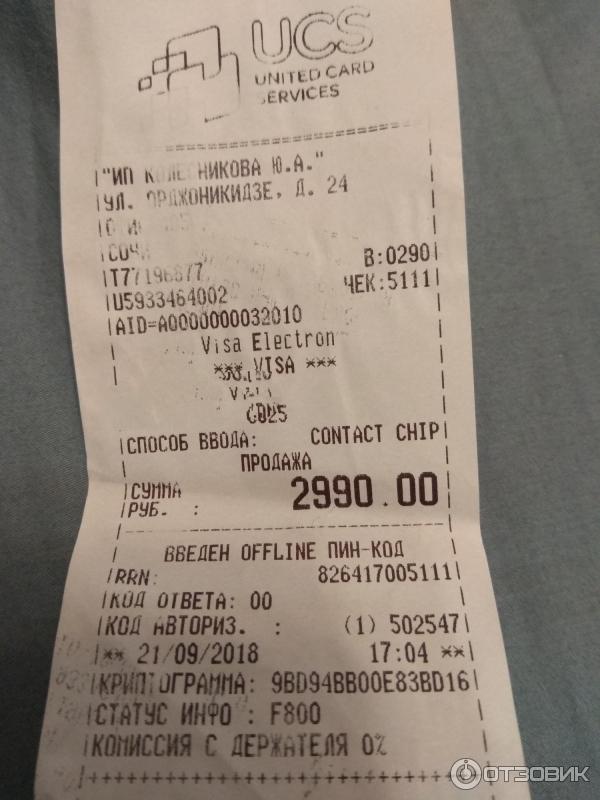 UCS
UNITED CARD
SERVICES
"ИП КОЛЕСНИКОВА Ю.А."
УЛ. ОРДЖОНИКИДЗЕ, Д. 24
СОЧИ
В:0290
Т77196877
ЧЕК:5111
U5933464002
AID=A0000000032010
Visa Electron
*** VISA ***
СПОСОБ ВВОДА: CONTACT CHIP
ПРОДАЖА
СУММА
РУБ. : 2990.00
ВВЕДЕН OFFLINE ПИН-КОД
RRN: 826417005111
КОД ОТВЕТА: 00
КОД АВТОРИЗ. : (1) 502547
** 21/09/2018 17:04 **
КРИПТОГРАММА: 9BD94BB00E83BD16
СТАТУС ИНФО : F800
КОМИССИЯ С ДЕРЖАТЕЛЯ 0%
ОТЗОВИК